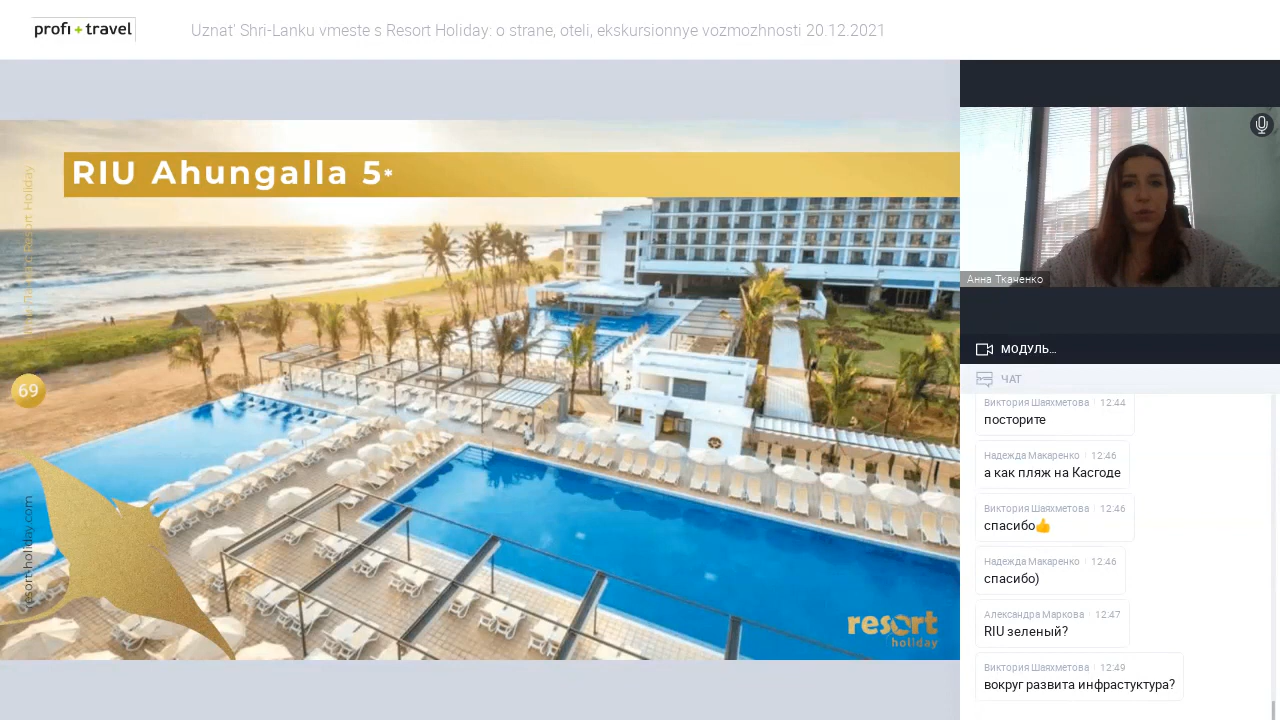 profi travel
Uznat' Shri-Lanku vmeste s Resort Holiday: o strane, oteli, ekskursionnye vozmozhnosti 20.12.2021
RIU Ahungalla 5*
Resort Holiday
69
resort-holiday.com
resort
holiday
Анна Ткаченко
МОДУЛЬ...
ЧАТ
Виктория Шаяхметова 12:44
посторите
Надежда Макаренко 12:46
а как пляж на Касгоде
Виктория Шаяхметова 12:46
спасибо👍
Надежда Макаренко 12:46
спасибо)
Александра Маркова 12:47
RIU зеленый?
Виктория Шаяхметова 12:49
вокруг развита инфрастуктура?